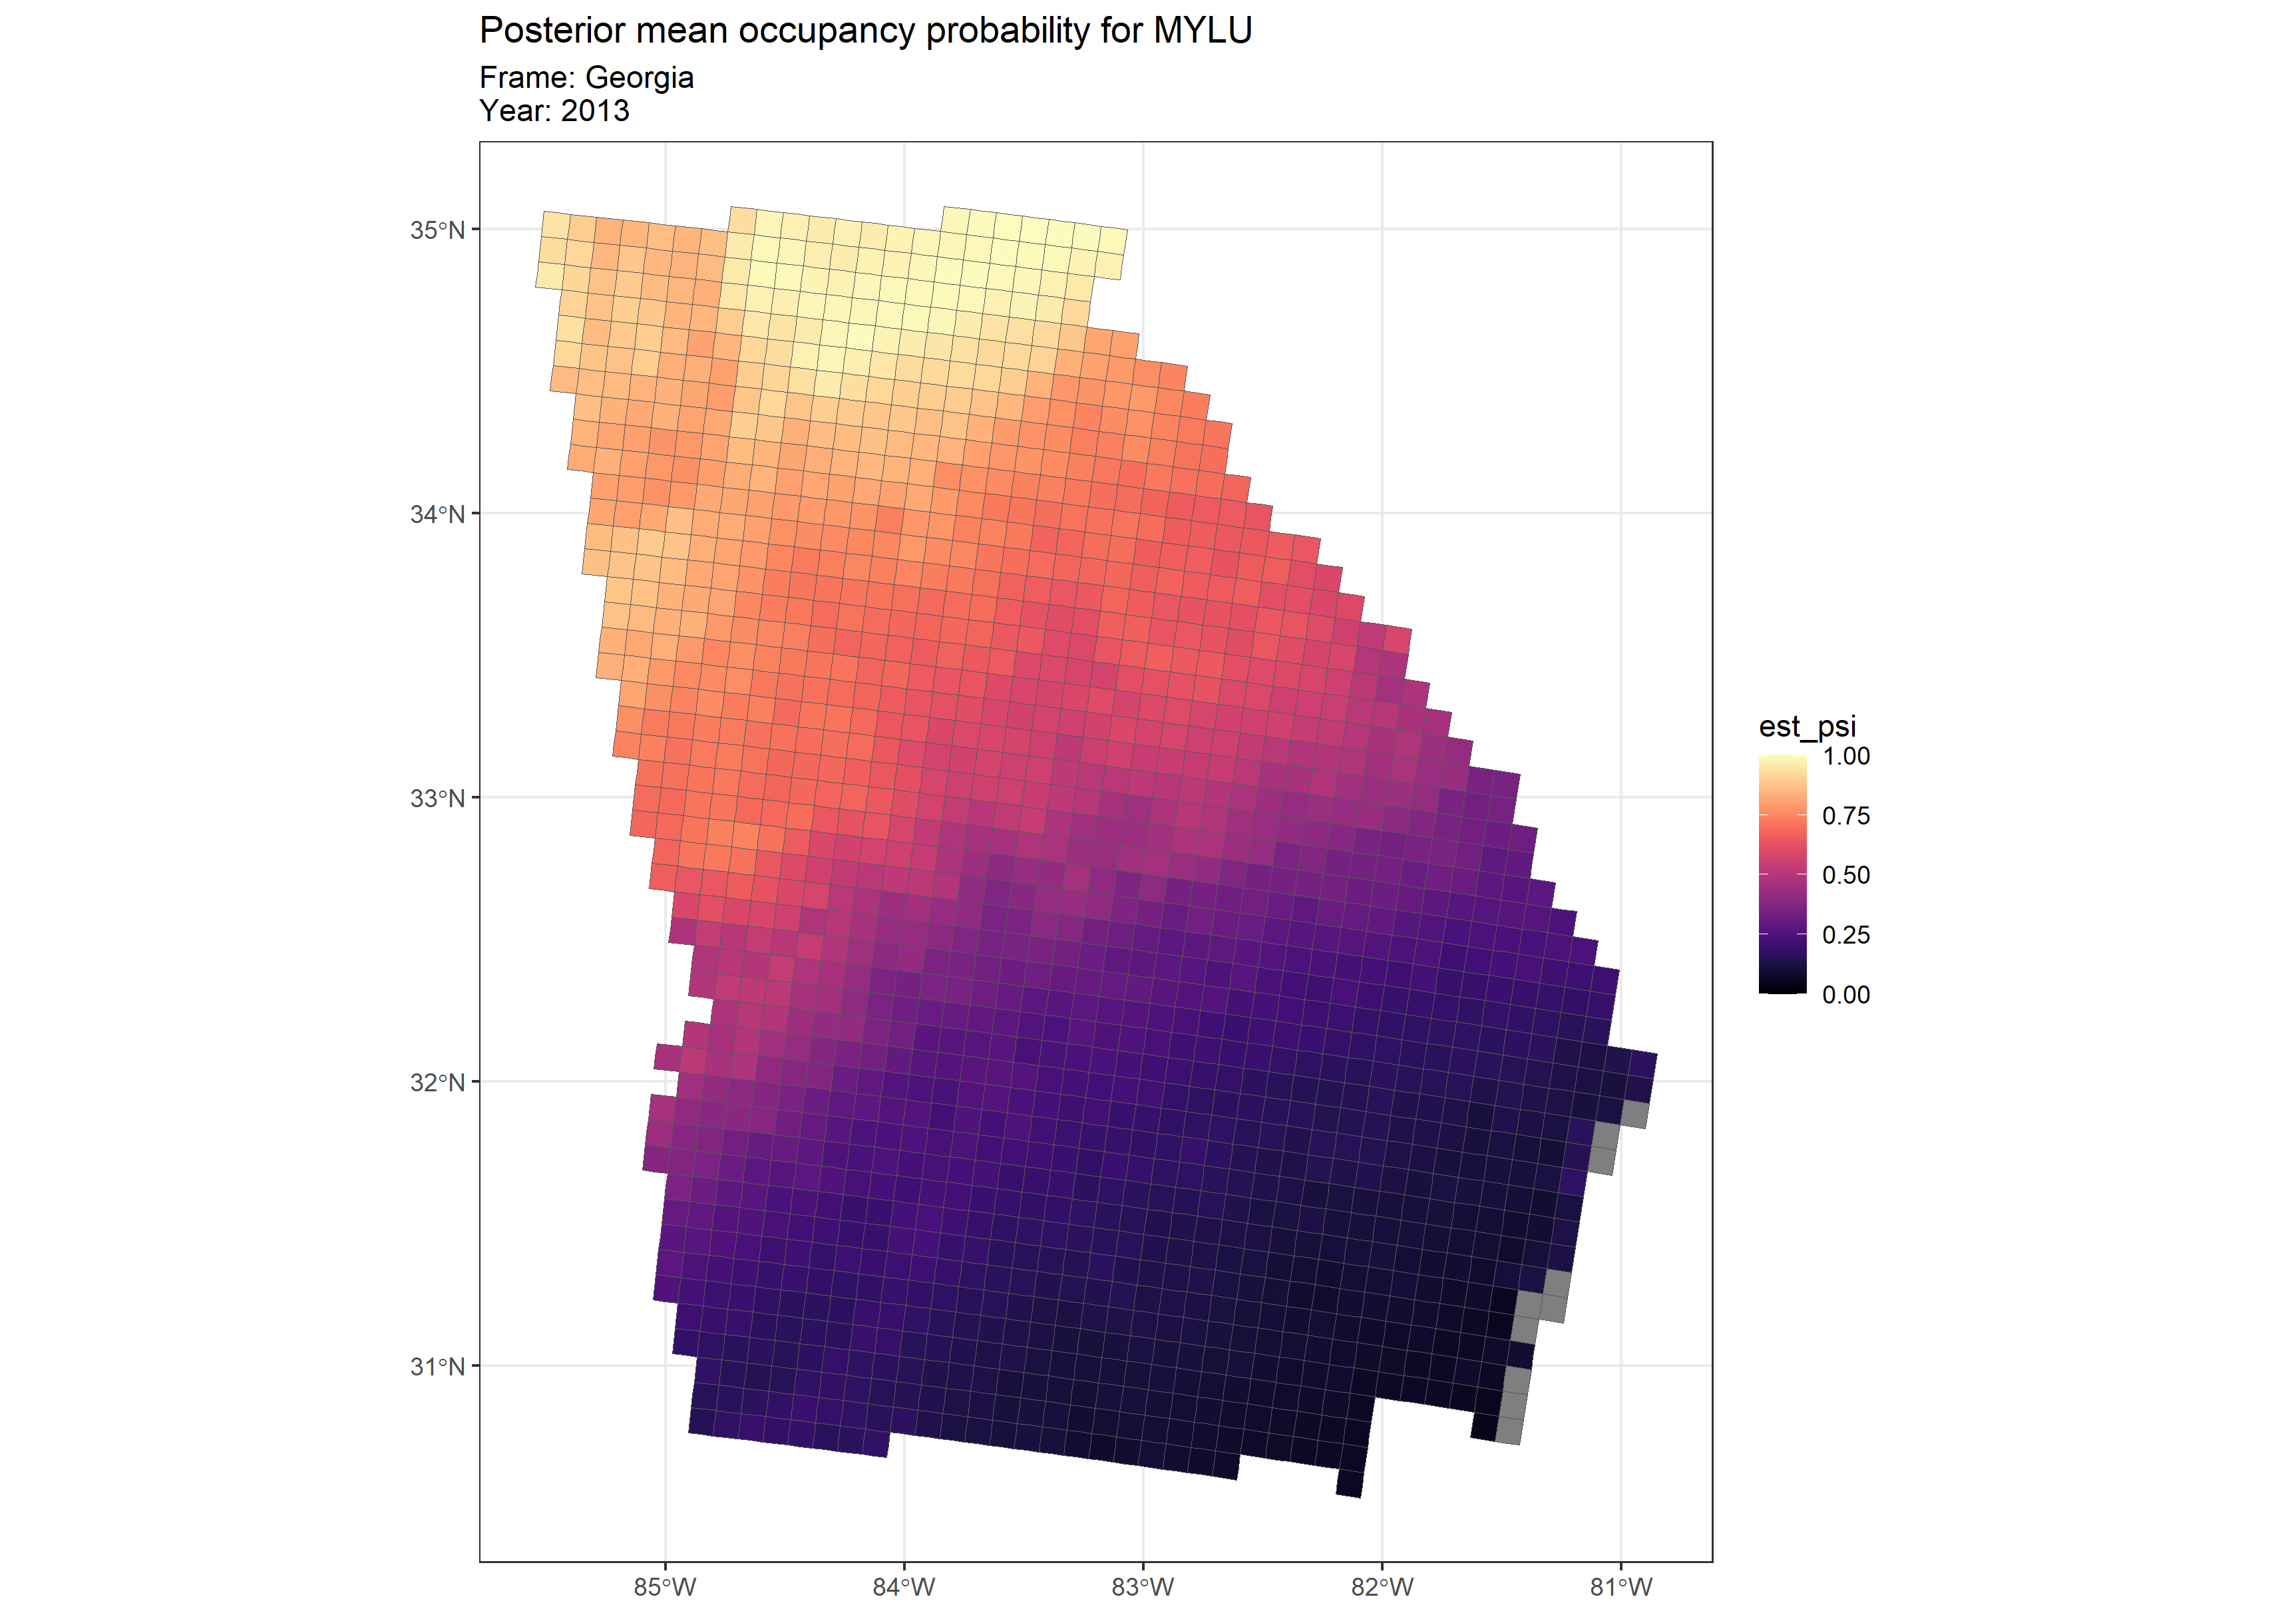 Posterior mean occupancy probability for MYLU
Frame: Georgia
Year: 2013
35°N
34°N
33°N
32°N
31°N
85°W
84°W
83°W
82°W
81°W
est_psi
1.00
0.75
0.50
0.25
0.00